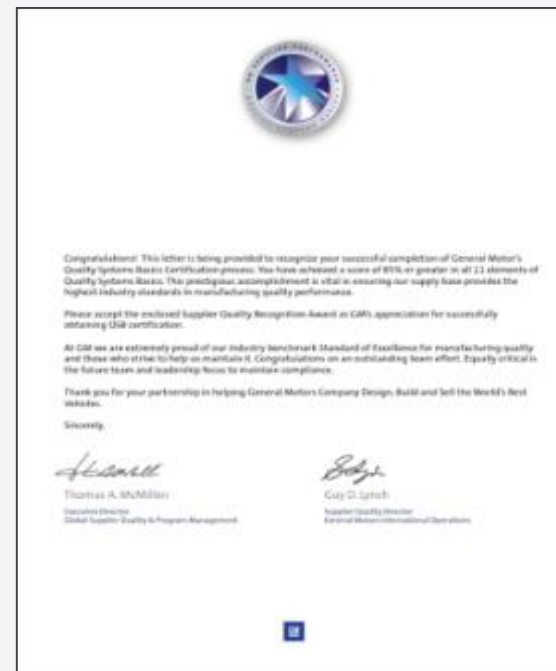 Congratulations! This letter is being provided to recognize your successful completion of General Motor's
Quality Systems Basics Certification process. You have achieved a score of 85% or greater in all 11 elements of
Quality Systems Basics. This prestigious accomplishment is vital in ensuring our supply base provides the
highest industry standards in manufacturing quality performance.
Please accept the enclosed Supplier Quality Recognition Award as GM's appreciation for successfully
obtaining QSB certification.
At GM we are extremely proud of our industry benchmark Standard of Excellence for manufacturing quality
and those who strive to help us maintain it. Congratulations on an outstanding team effort. Equally critical is
the future team and leadership focus to maintain compliance.
Thank you for your partnership in helping General Motors Company Design, Build and Sell the World's Best
Vehicles.
Sincerely,
Thomas A. McMillen
Guy D. Lynch
Executive Director
Supplier Quality Director
Global Supplier Quality & Program Management
General Motors International Operations
GM